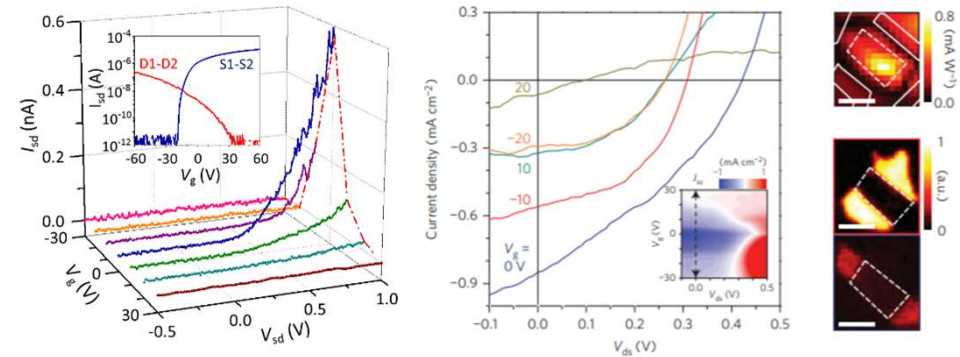 0.6
0.4
0.2
0.0
I_sd (nA)
-30
0
30
V_g (V)
-0.5
0.0
0.5
1.0
V_sd (V)
10^-4
10^-6
10^-8
10^-10
10^-12
I_sd (A)
D1-D2
S1-S2
-60
-30
0
30
60
V_g (V)
0.3
0.0
-0.3
-0.6
-0.9
Current density (mA cm⁻²)
20
-20
10
-10
V_g =
0 V
-0.1
0.0
0.1
0.2
0.3
0.4
0.5
V_ds (V)
(mA cm⁻²)
J_sc
-1
1
30
0
-30
V_g (V)
0.0
0.5
V_ds (V)
0.8
0.0
(mA W⁻¹)
1
0
(a.u.)